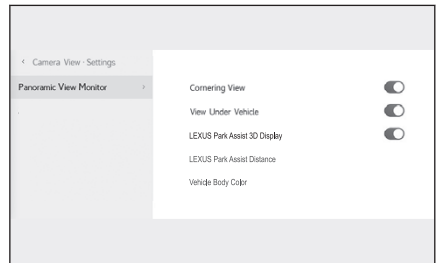 Camera View · Settings
Panoramic View Monitor
Cornering View
View Under Vehicle
LEXUS Park Assist 3D Display
LEXUS Park Assist Distance
Vehicle Body Color